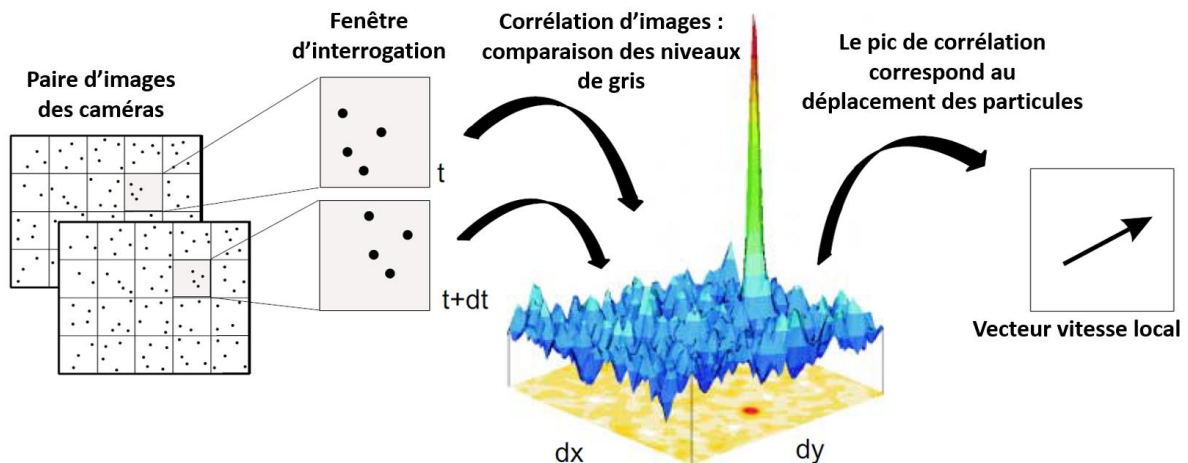 Paire d'images
des caméras
Fenêtre
d'interrogation
t
t+dt
Corrélation d'images :
comparaison des niveaux
de gris
dx
dy
Le pic de corrélation
correspond au
déplacement des particules
Vecteur vitesse local